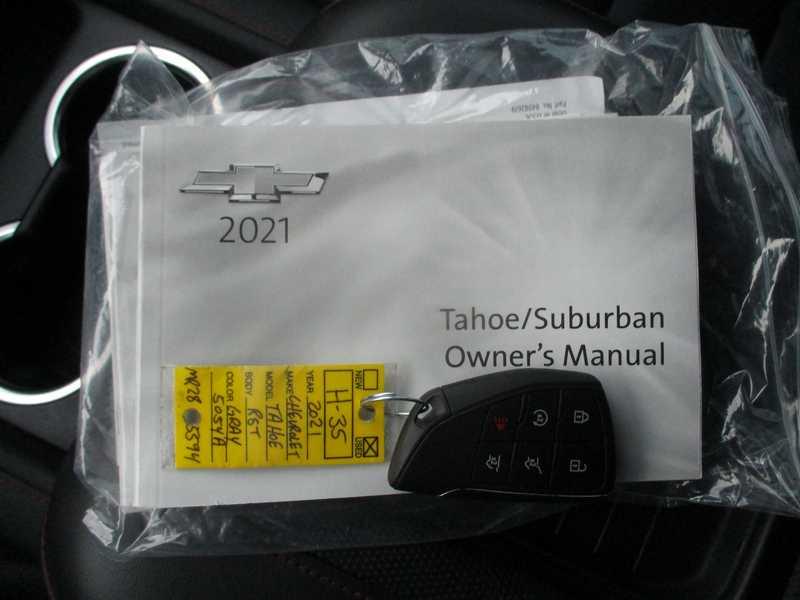 2021
Tahoe/Suburban
Owner's Manual
NEW
USED
H-35
YEAR 2021
MAKE CHEVROLET
MODEL TAHOE
BODY RST
COLOR GRAY
5054A